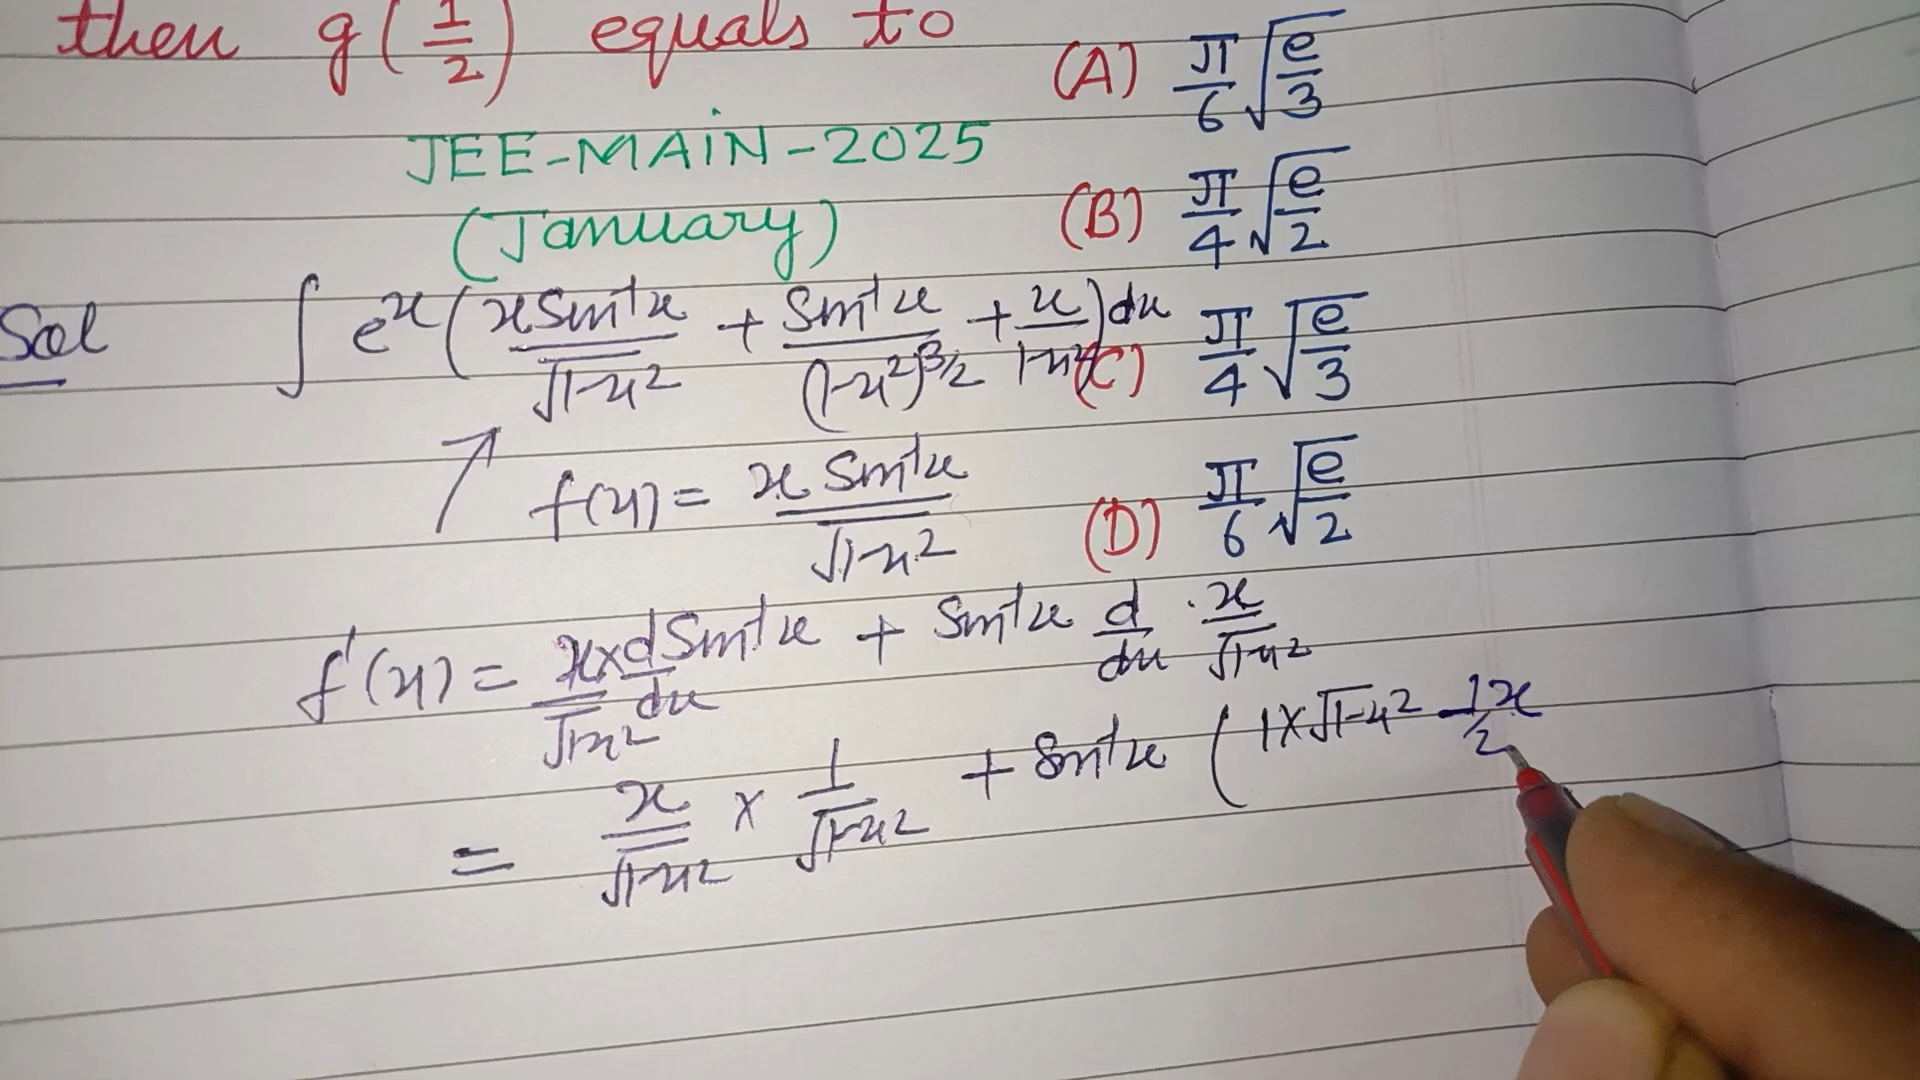 then g(1/2) equals to
(A) π/6 √(e/3)
JEE-MAIN-2025
(January)
(B) π/4 √(e/2)
Sol ∫ e^x (x Sin⁻¹x/√(1-x²) + Sin⁻¹x/(1-x²)^(3/2) + x/(1-x²)) dx
(C) π/4 √(e/3)
f(x) = x Sin⁻¹x/√(1-x²)
(D) π/6 √(e/2)
f'(x) = x/√(1-x²) × d/dx Sin⁻¹x + Sin⁻¹x d/dx · x/√(1-x²)
= x/√(1-x²) × 1/√(1-x²) + Sin⁻¹x ( 1×√(1-x²) - 1/2 x